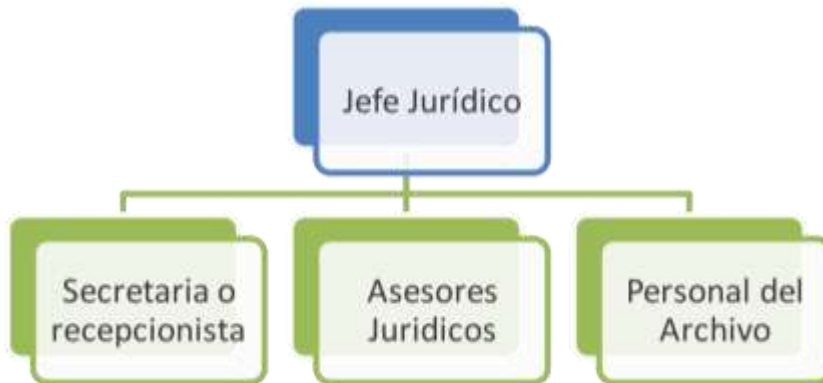 Jefe Jurídico
Secretaria o
recepcionista
Asesores
Juridicos
Personal del
Archivo